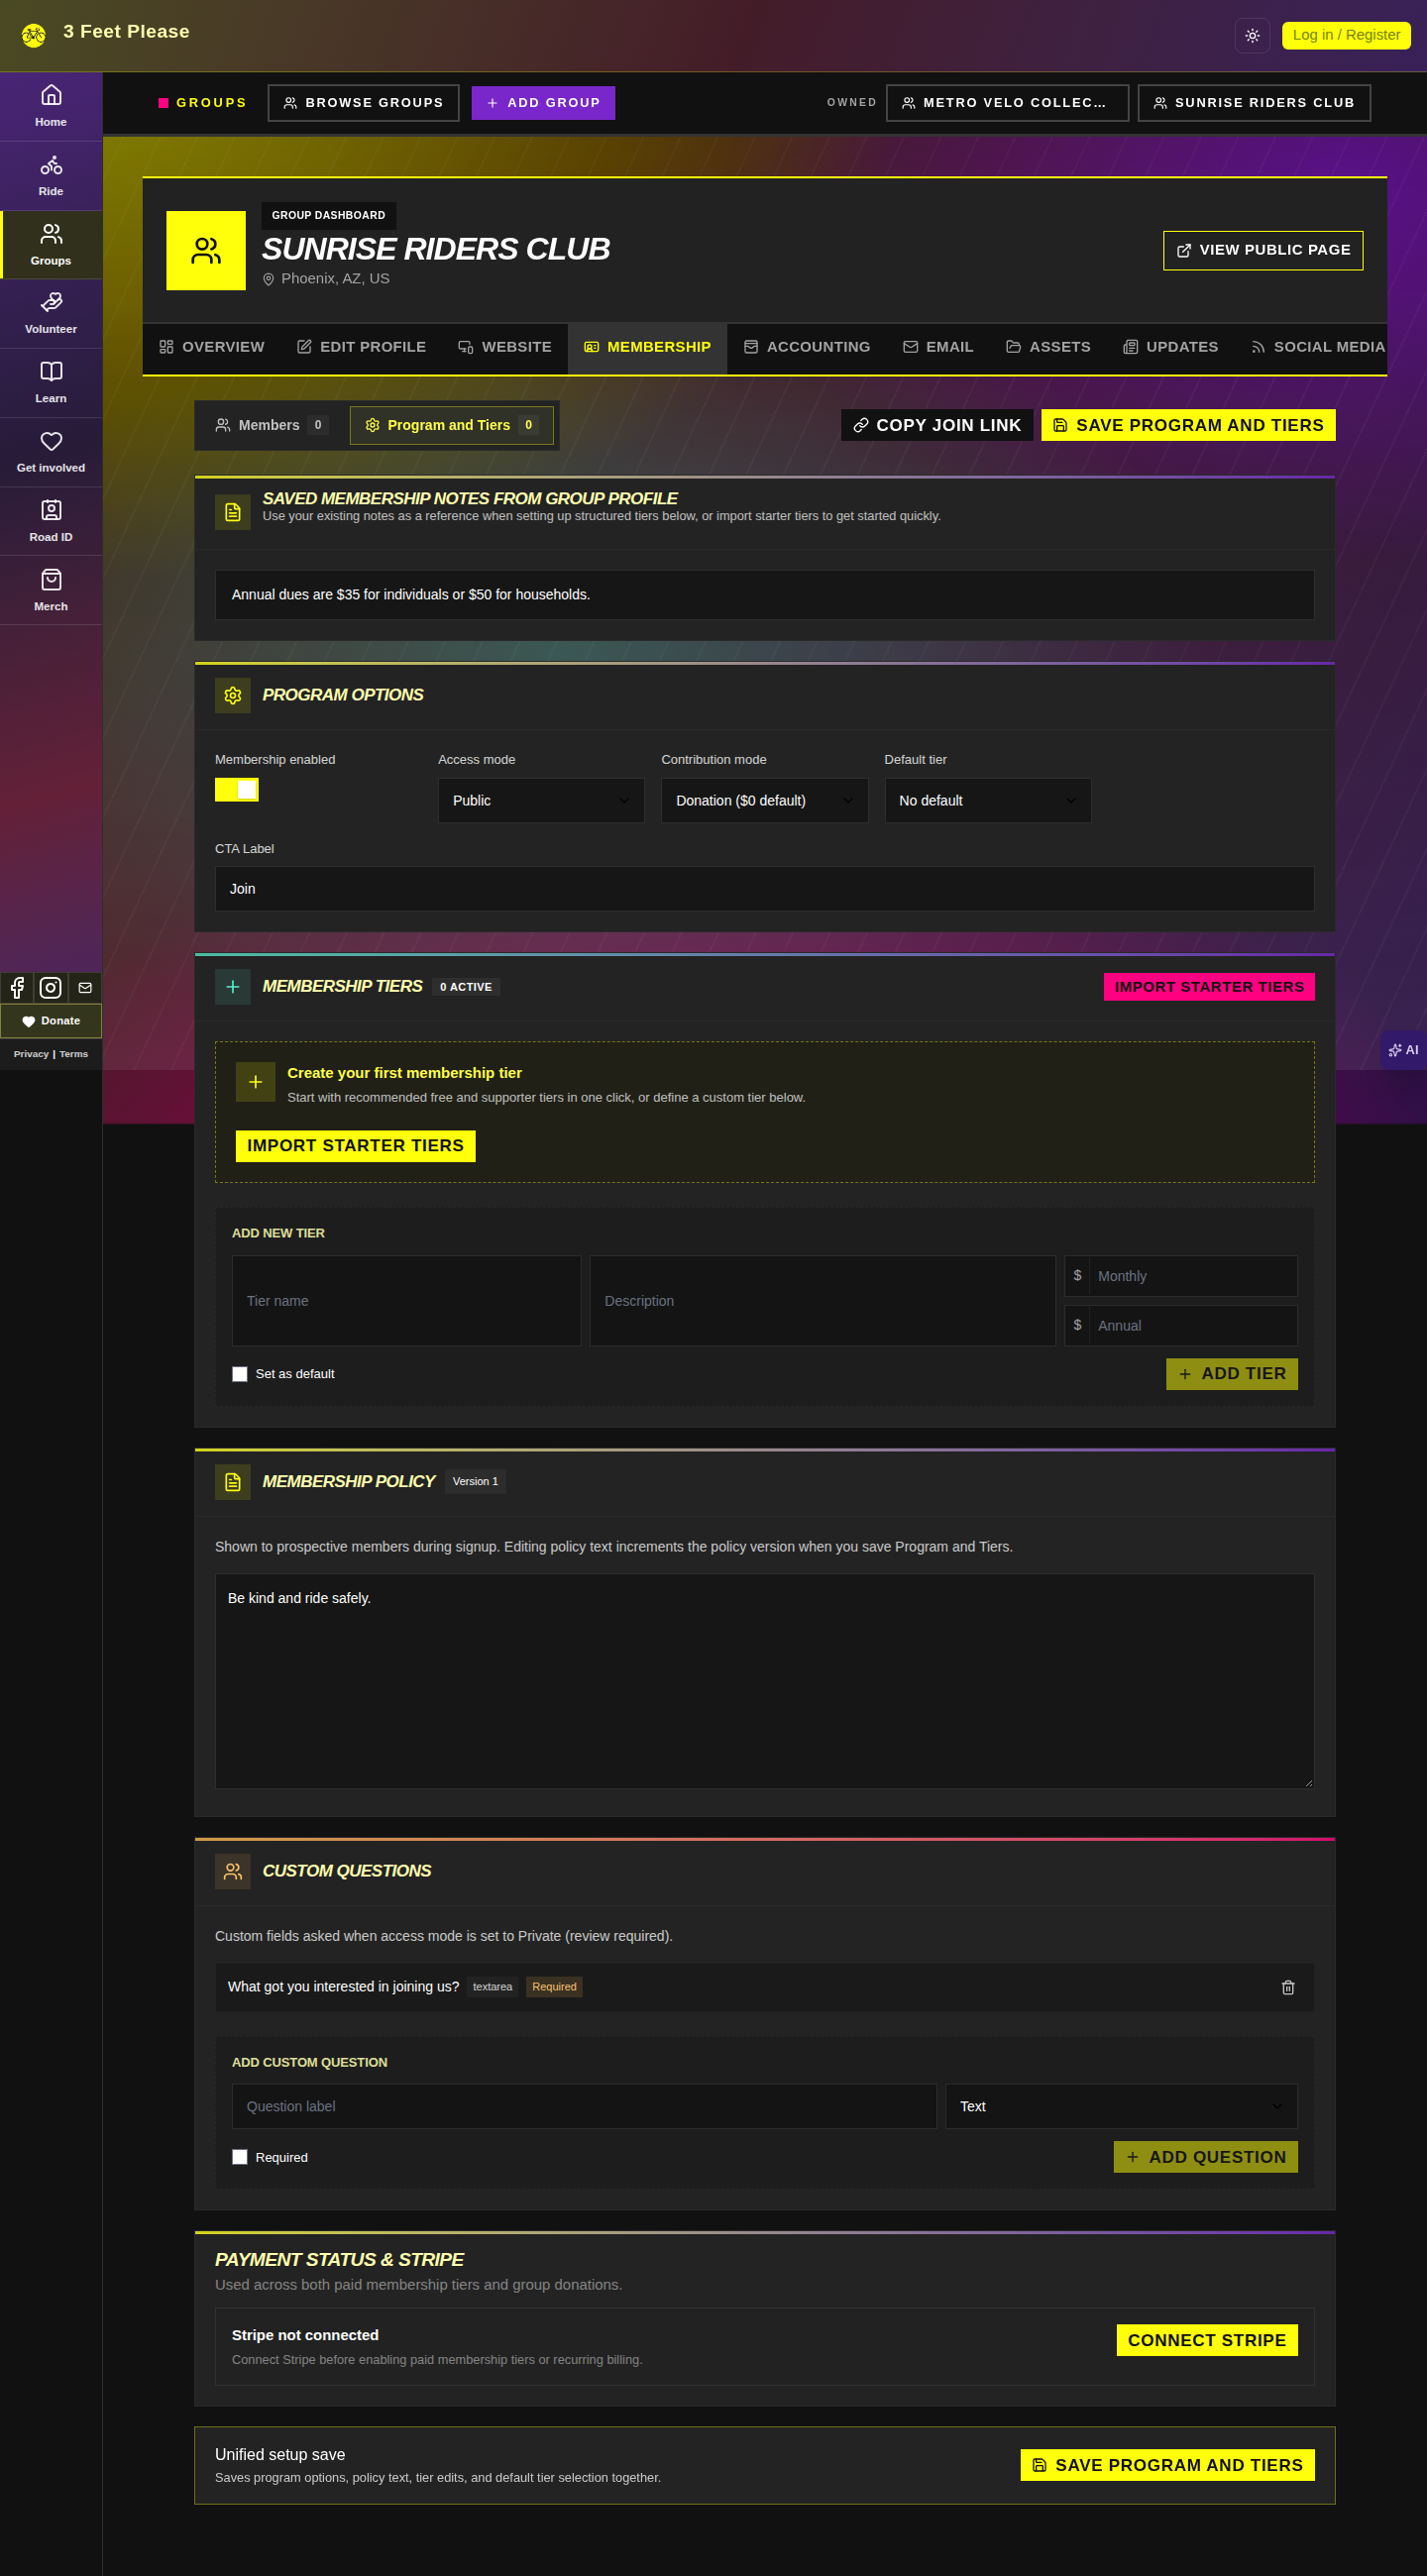 3 Feet Please
Log in / Register
Home
Ride
Groups
Volunteer
Learn
Get involved
Road ID
Merch
Donate
Privacy | Terms
GROUPS
BROWSE GROUPS
ADD GROUP
OWNED
METRO VELO COLLEC...
SUNRISE RIDERS CLUB
GROUP DASHBOARD
SUNRISE RIDERS CLUB
Phoenix, AZ, US
VIEW PUBLIC PAGE
OVERVIEW
EDIT PROFILE
WEBSITE
MEMBERSHIP
ACCOUNTING
EMAIL
ASSETS
UPDATES
SOCIAL MEDIA
Members 0
Program and Tiers 0
COPY JOIN LINK
SAVE PROGRAM AND TIERS
SAVED MEMBERSHIP NOTES FROM GROUP PROFILE
Use your existing notes as a reference when setting up structured tiers below, or import starter tiers to get started quickly.
Annual dues are $35 for individuals or $50 for households.
PROGRAM OPTIONS
Membership enabled
Access mode
Contribution mode
Default tier
Public
Donation ($0 default)
No default
CTA Label
Join
MEMBERSHIP TIERS
0 ACTIVE
IMPORT STARTER TIERS
AI
Create your first membership tier
Start with recommended free and supporter tiers in one click, or define a custom tier below.
IMPORT STARTER TIERS
ADD NEW TIER
Tier name
Description
$ Monthly
$ Annual
Set as default
ADD TIER
MEMBERSHIP POLICY
Version 1
Shown to prospective members during signup. Editing policy text increments the policy version when you save Program and Tiers.
Be kind and ride safely.
CUSTOM QUESTIONS
Custom fields asked when access mode is set to Private (review required).
What got you interested in joining us?
textarea
Required
ADD CUSTOM QUESTION
Question label
Text
Required
ADD QUESTION
PAYMENT STATUS & STRIPE
Used across both paid membership tiers and group donations.
Stripe not connected
Connect Stripe before enabling paid membership tiers or recurring billing.
CONNECT STRIPE
Unified setup save
Saves program options, policy text, tier edits, and default tier selection together.
SAVE PROGRAM AND TIERS